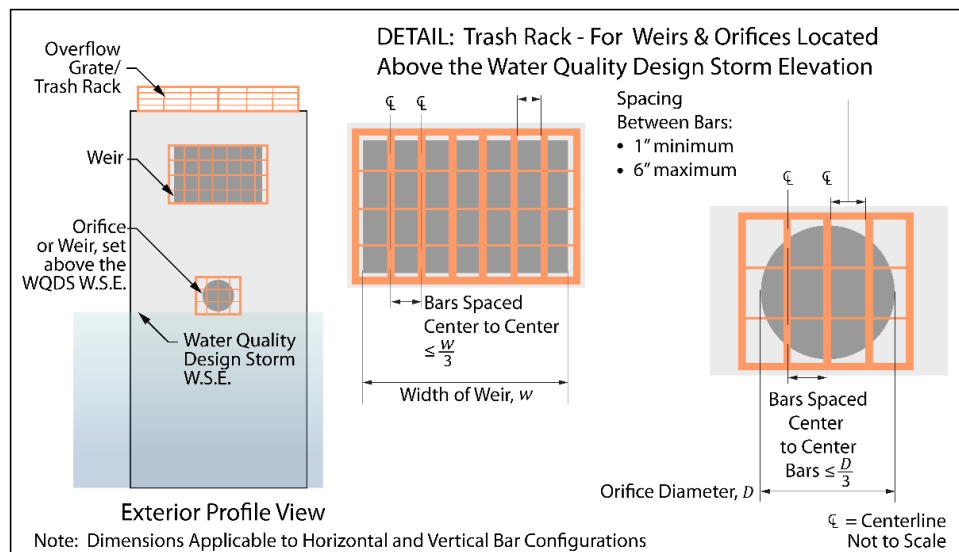 DETAIL: Trash Rack - For Weirs & Orifices Located
Above the Water Quality Design Storm Elevation
Overflow
Grate/
Trash Rack
Weir
Orifice
or Weir, set
above the
WQDS W.S.E.
Water Quality
Design Storm
W.S.E.
Exterior Profile View
℄ ℄
Bars Spaced
Center to Center
≤ w/3
Width of Weir, w
Spacing
Between Bars:
• 1″ minimum
• 6″ maximum
℄ ℄
Bars Spaced
Center
to Center
Bars ≤ D/3
Orifice Diameter, D
℄ = Centerline
Not to Scale
Note: Dimensions Applicable to Horizontal and Vertical Bar Configurations